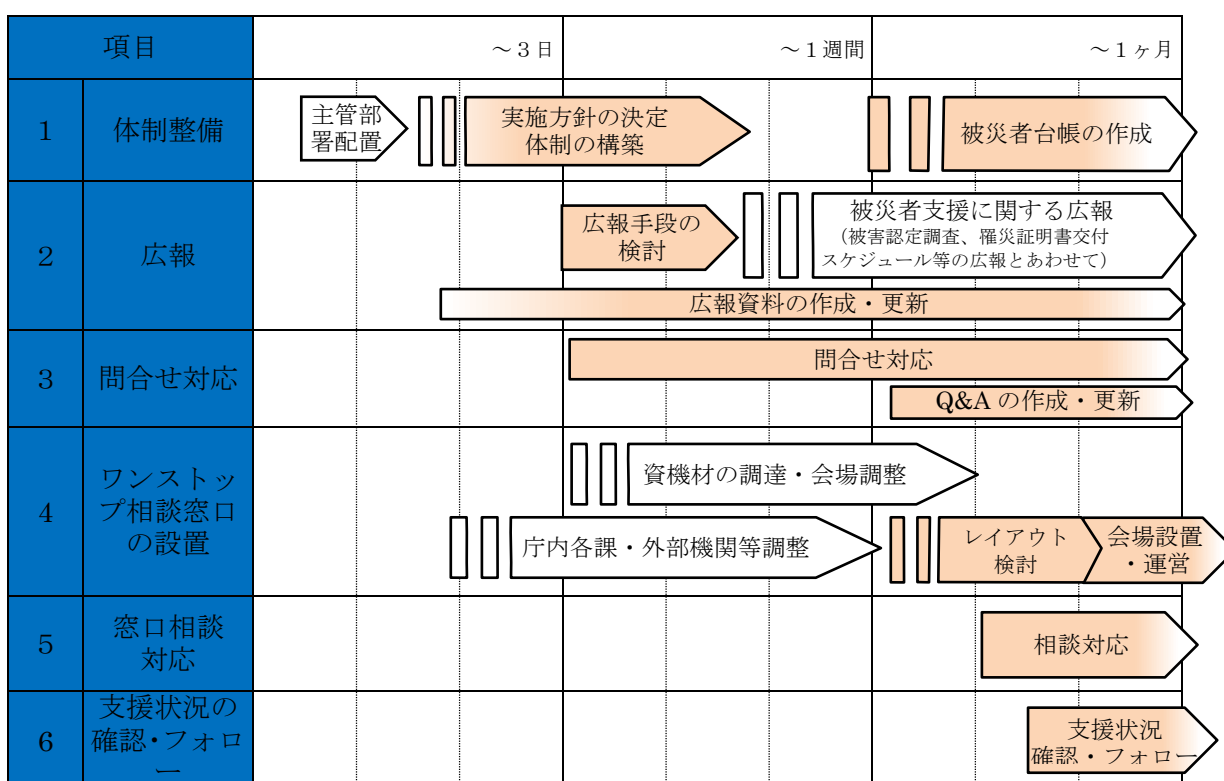 項目
～３日
～１週間
～１ヶ月
1
体制整備
主管部
署配置
実施方針の決定
体制の構築
被災者台帳の作成
2
広報
広報手段の
検討
被災者支援に関する広報
（被害認定調査、罹災証明書交付
スケジュール等の広報とあわせて）
広報資料の作成・更新
3
問合せ対応
問合せ対応
Q&A の作成・更新
4
ワンストッ
プ相談窓口
の設置
資機材の調達・会場調整
庁内各課・外部機関等調整
レイアウト
検討
会場設置
・運営
5
窓口相談
対応
相談対応
6
支援状況の
確認・フォロ
ー
支援状況
確認・フォロー